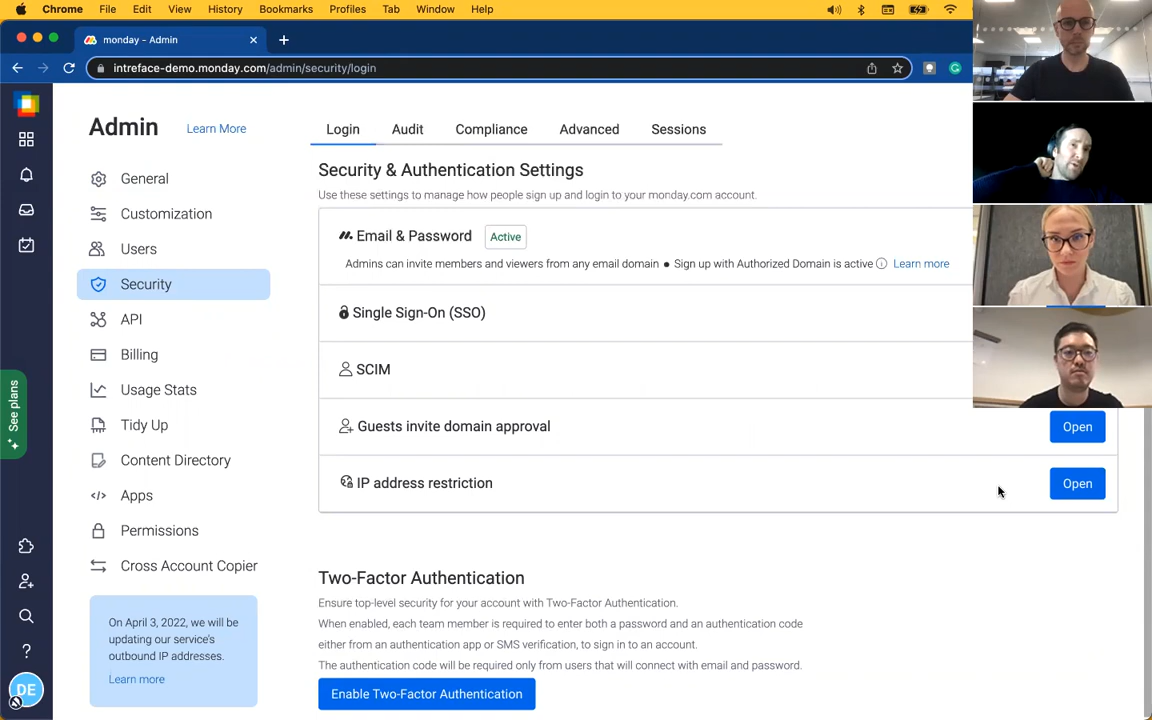 Chrome File Edit View History Bookmarks Profiles Tab Window Help
monday - Admin
intreface-demo.monday.com/admin/security/login
Admin Learn More
General
Customization
Users
Security
API
Billing
Usage Stats
Tidy Up
Content Directory
Apps
Permissions
Cross Account Copier
On April 3, 2022, we will be
updating our service's
outbound IP addresses.
Learn more
See plans
DE
Login Audit Compliance Advanced Sessions
Security & Authentication Settings
Use these settings to manage how people sign up and login to your monday.com account.
Email & Password Active
Admins can invite members and viewers from any email domain ● Sign up with Authorized Domain is active Learn more
Single Sign-On (SSO)
SCIM
Guests invite domain approval Open
IP address restriction Open
Two-Factor Authentication
Ensure top-level security for your account with Two-Factor Authentication.
When enabled, each team member is required to enter both a password and an authentication code
either from an authentication app or SMS verification, to sign in to an account.
The authentication code will be required only from users that will connect with email and password.
Enable Two-Factor Authentication